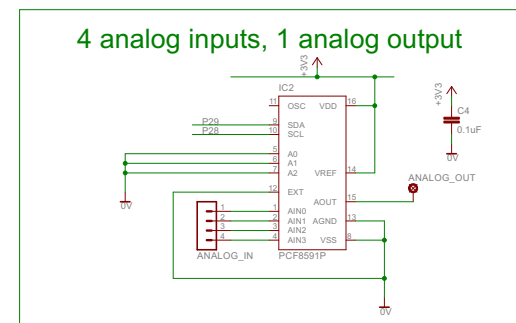 4 analog inputs, 1 analog output
+3V3
IC2
11 OSC VDD 16
P29 9 SDA
P28 10 SCL
5 A0
6 A1
7 A2 VREF 14
12 EXT
AOUT 15 ANALOG_OUT
1 1 AIN0 AGND 13
2 2 AIN1
3 3 AIN2 VSS 8
4 4 AIN3
ANALOG_IN PCF8591P
0V
0V
+3V3
C4
0.1uF
0V